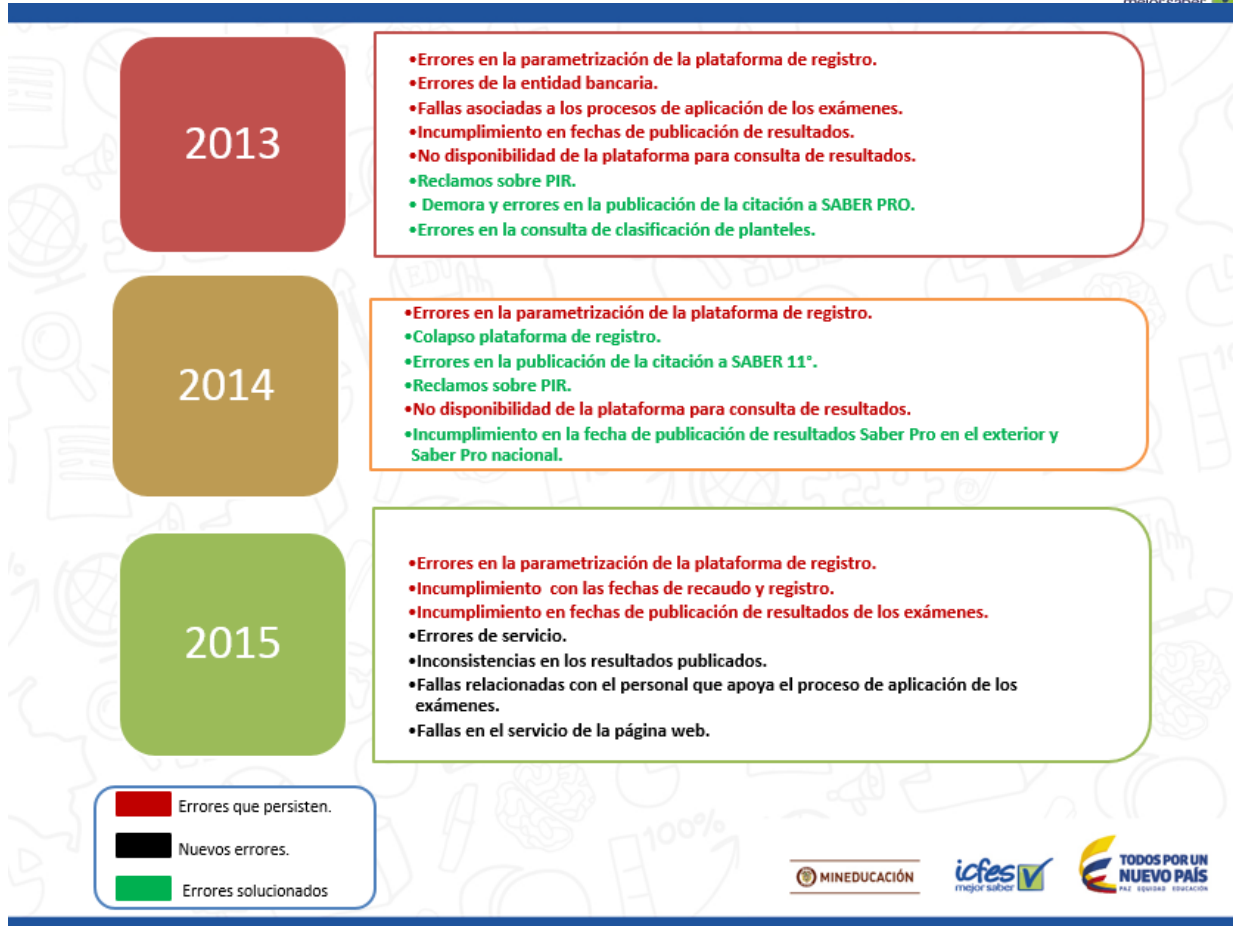 mejorsaber
2013
•Errores en la parametrización de la plataforma de registro.
•Errores de la entidad bancaria.
•Fallas asociadas a los procesos de aplicación de los exámenes.
•Incumplimiento en fechas de publicación de resultados.
•No disponibilidad de la plataforma para consulta de resultados.
•Reclamos sobre PIR.
• Demora y errores en la publicación de la citación a SABER PRO.
•Errores en la consulta de clasificación de planteles.
2014
•Errores en la parametrización de la plataforma de registro.
•Colapso plataforma de registro.
•Errores en la publicación de la citación a SABER 11°.
•Reclamos sobre PIR.
•No disponibilidad de la plataforma para consulta de resultados.
•Incumplimiento en la fecha de publicación de resultados Saber Pro en el exterior y
Saber Pro nacional.
2015
•Errores en la parametrización de la plataforma de registro.
•Incumplimiento con las fechas de recaudo y registro.
•Incumplimiento en fechas de publicación de resultados de los exámenes.
•Errores de servicio.
•Inconsistencias en los resultados publicados.
•Fallas relacionadas con el personal que apoya el proceso de aplicación de los
exámenes.
•Fallas en el servicio de la página web.
Errores que persisten.
Nuevos errores.
Errores solucionados
100%
MINEDUCACIÓN
icfes
mejor saber
TODOS POR UN
NUEVO PAÍS
PAZ EQUIDAD EDUCACIÓN